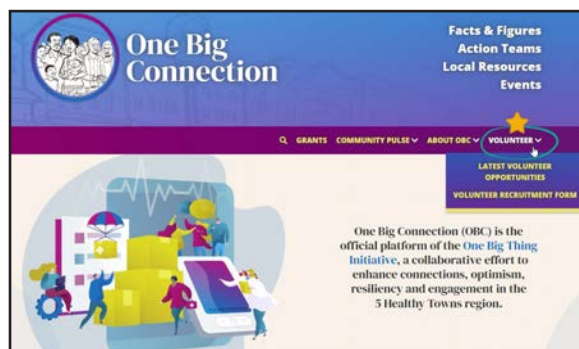 One Big
Connection
Facts & Figures
Action Teams
Local Resources
Events
GRANTS COMMUNITY PULSE ABOUT OBC VOLUNTEER
LATEST VOLUNTEER
OPPORTUNITIES
VOLUNTEER RECRUITMENT FORM
One Big Connection (OBC) is the
official platform of the One Big Thing
Initiative, a collaborative effort to
enhance connections, optimism,
resiliency and engagement in the
5 Healthy Towns region.